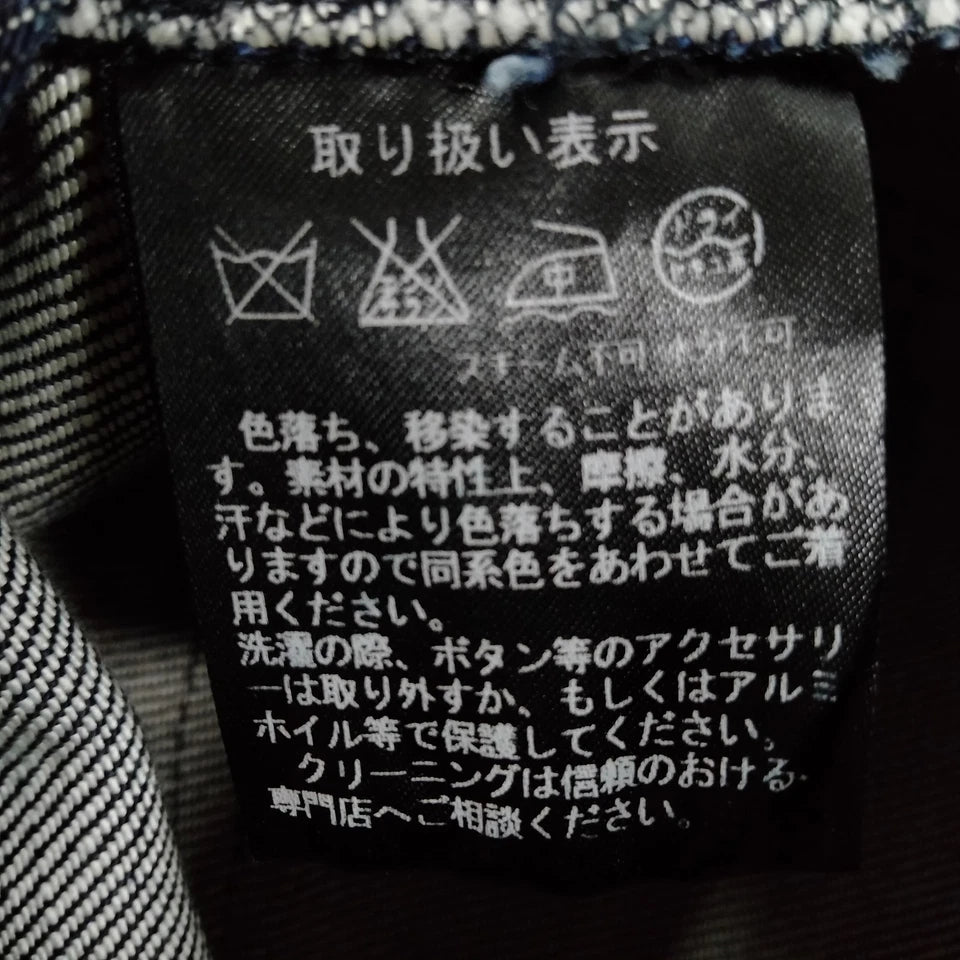 取り扱い表示
中
ドライ
スチーム不可 水分不可
色落ち、移染することがありま
す。素材の特性上、摩擦、水分、
汗などにより色落ちする場合があ
りますので同系色をあわせてご着
用ください。
洗濯の際、ボタン等のアクセサリ
ーは取り外すか、もしくはアルミ
ホイル等で保護してください。
クリーニングは信頼のおける
専門店へご相談ください。